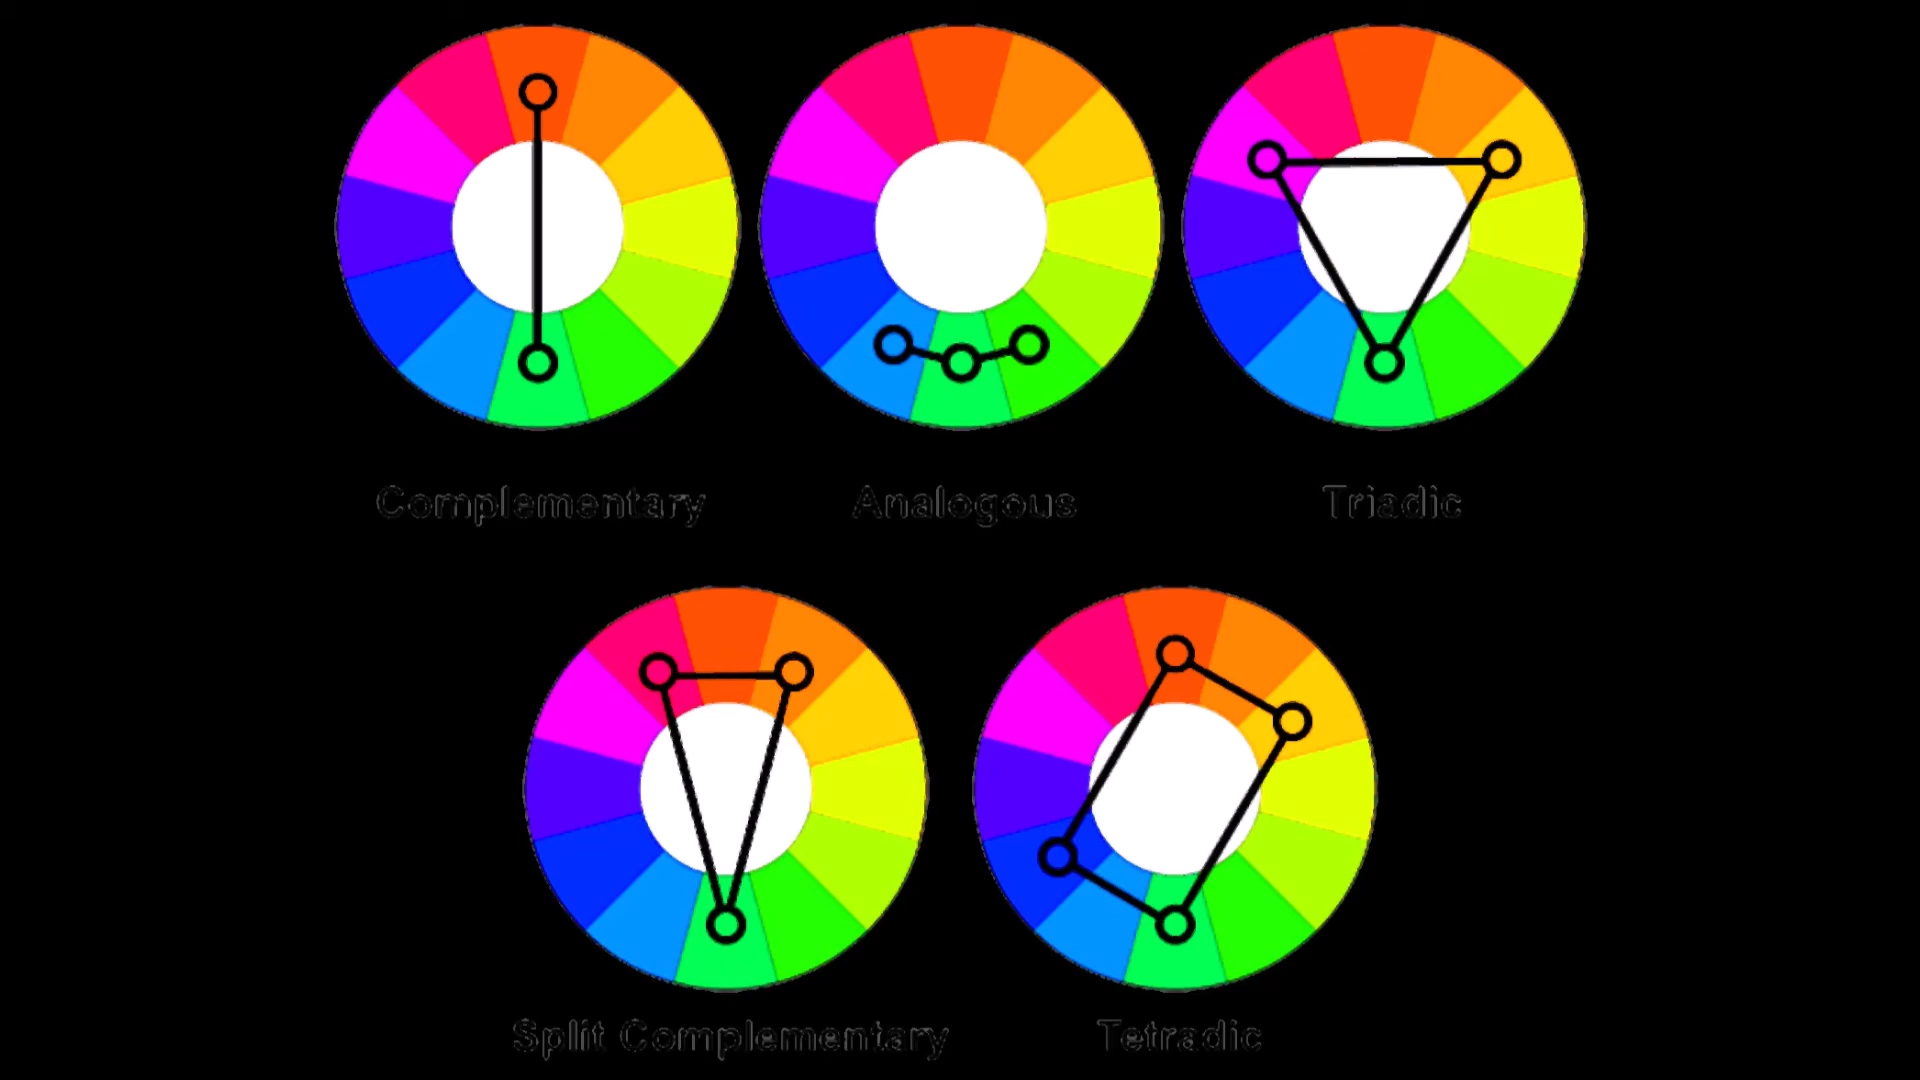 Complementary
Analogous
Triadic
Split Complementary
Tetradic